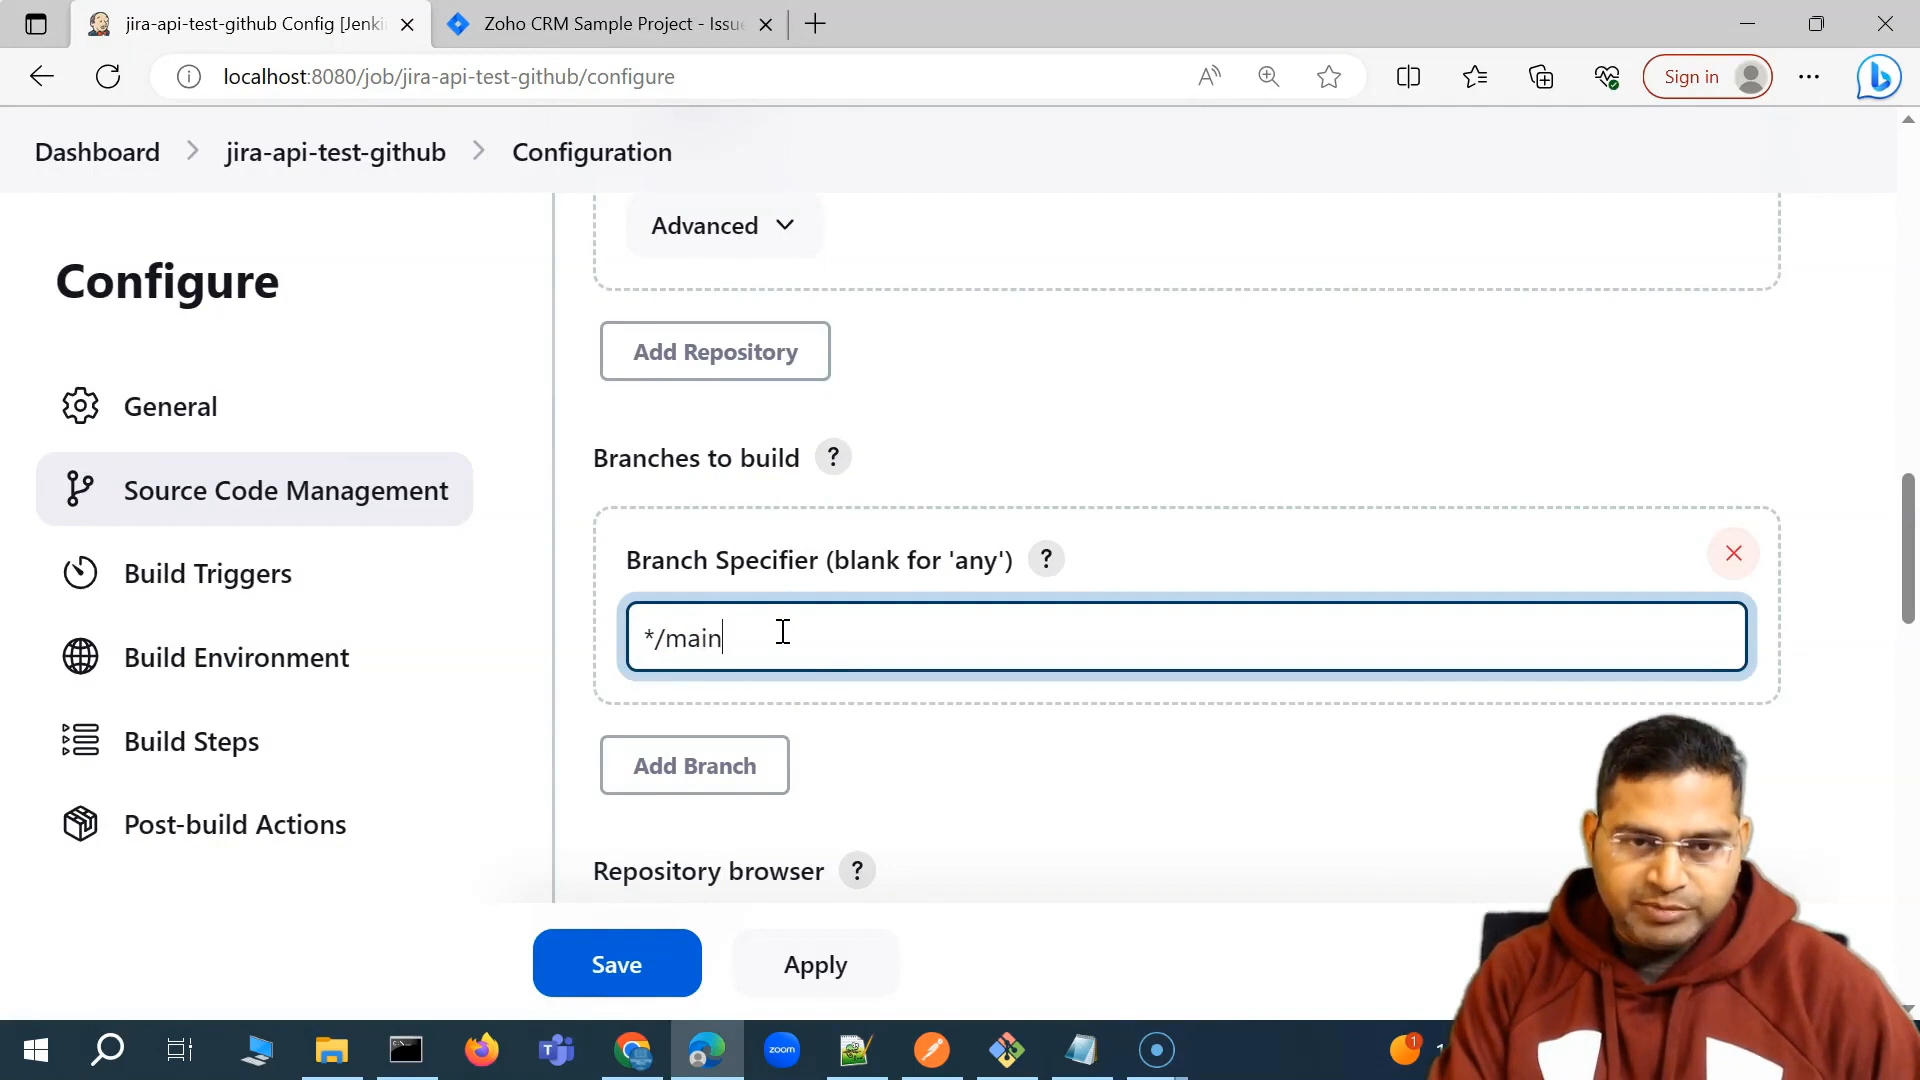 jira-api-test-github Config [Jenki
Zoho CRM Sample Project - Issue
localhost:8080/job/jira-api-test-github/configure
Sign in
Dashboard > jira-api-test-github > Configuration
Configure
General
Source Code Management
Build Triggers
Build Environment
Build Steps
Post-build Actions
Advanced
Add Repository
Branches to build ?
Branch Specifier (blank for 'any') ?
*/main
Add Branch
Repository browser ?
Save
Apply
zoom
1